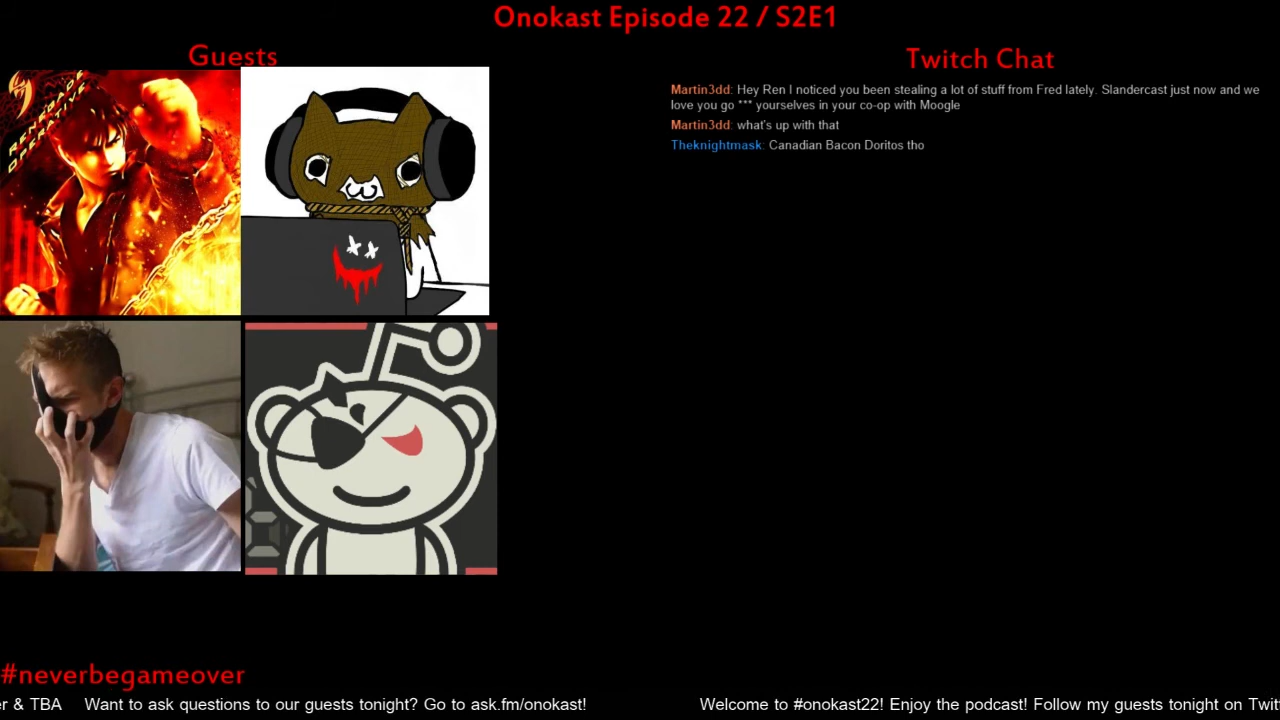 Onokast Episode 22 / S2E1
Guests
Twitch Chat
Martin3dd: Hey Ren I noticed you been stealing a lot of stuff from Fred lately. Slandercast just now and we
love you go *** yourselves in your co-op with Moogle
Martin3dd: what's up with that
Theknightmask: Canadian Bacon Doritos tho
#neverbegameover
& TBA Want to ask questions to our guests tonight? Go to ask.fm/onokast! Welcome to #onokast22! Enjoy the podcast! Follow my guests tonight on